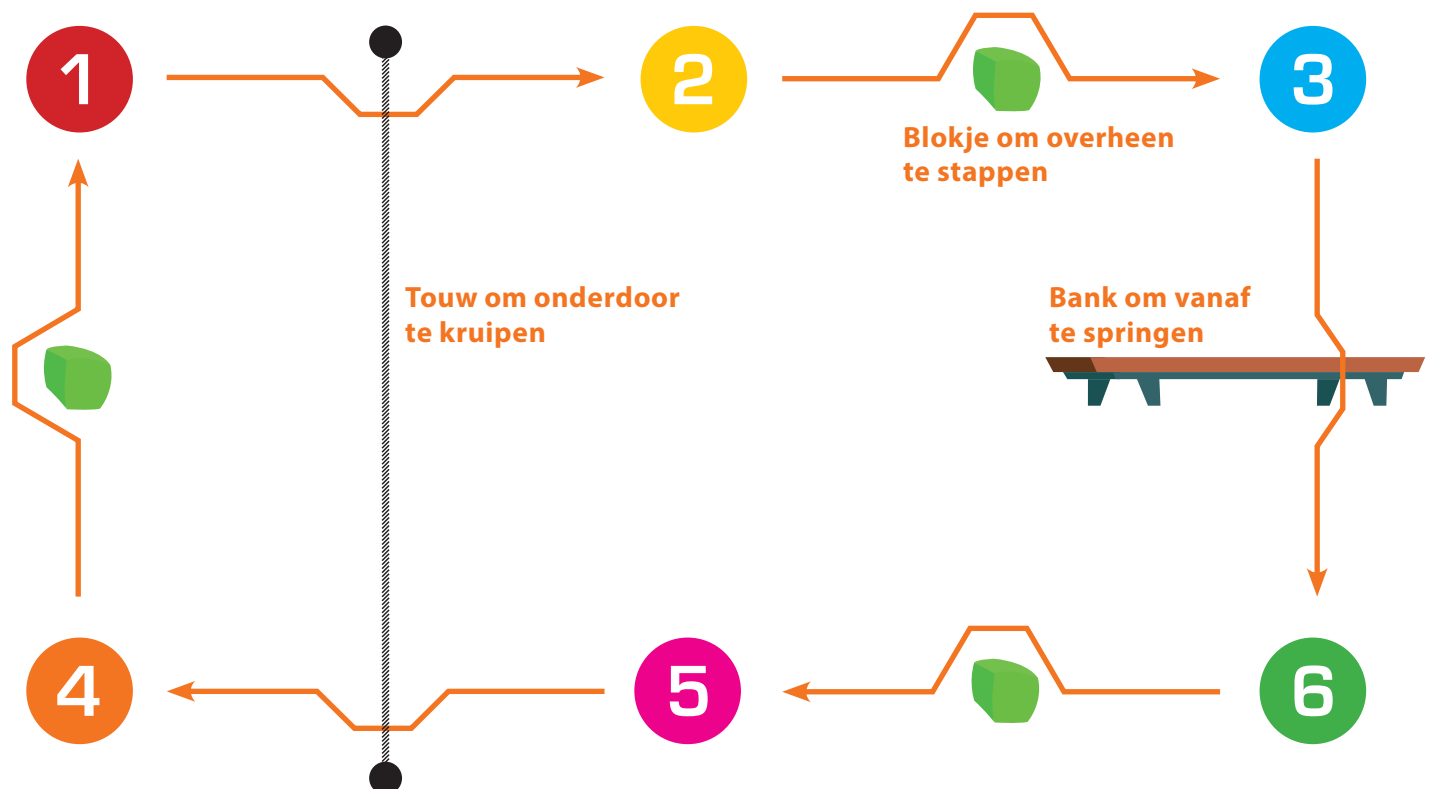 1
2
3
Blokje om overheen
te stappen
Touw om onderdoor
te kruipen
Bank om vanaf
te springen
4
5
6